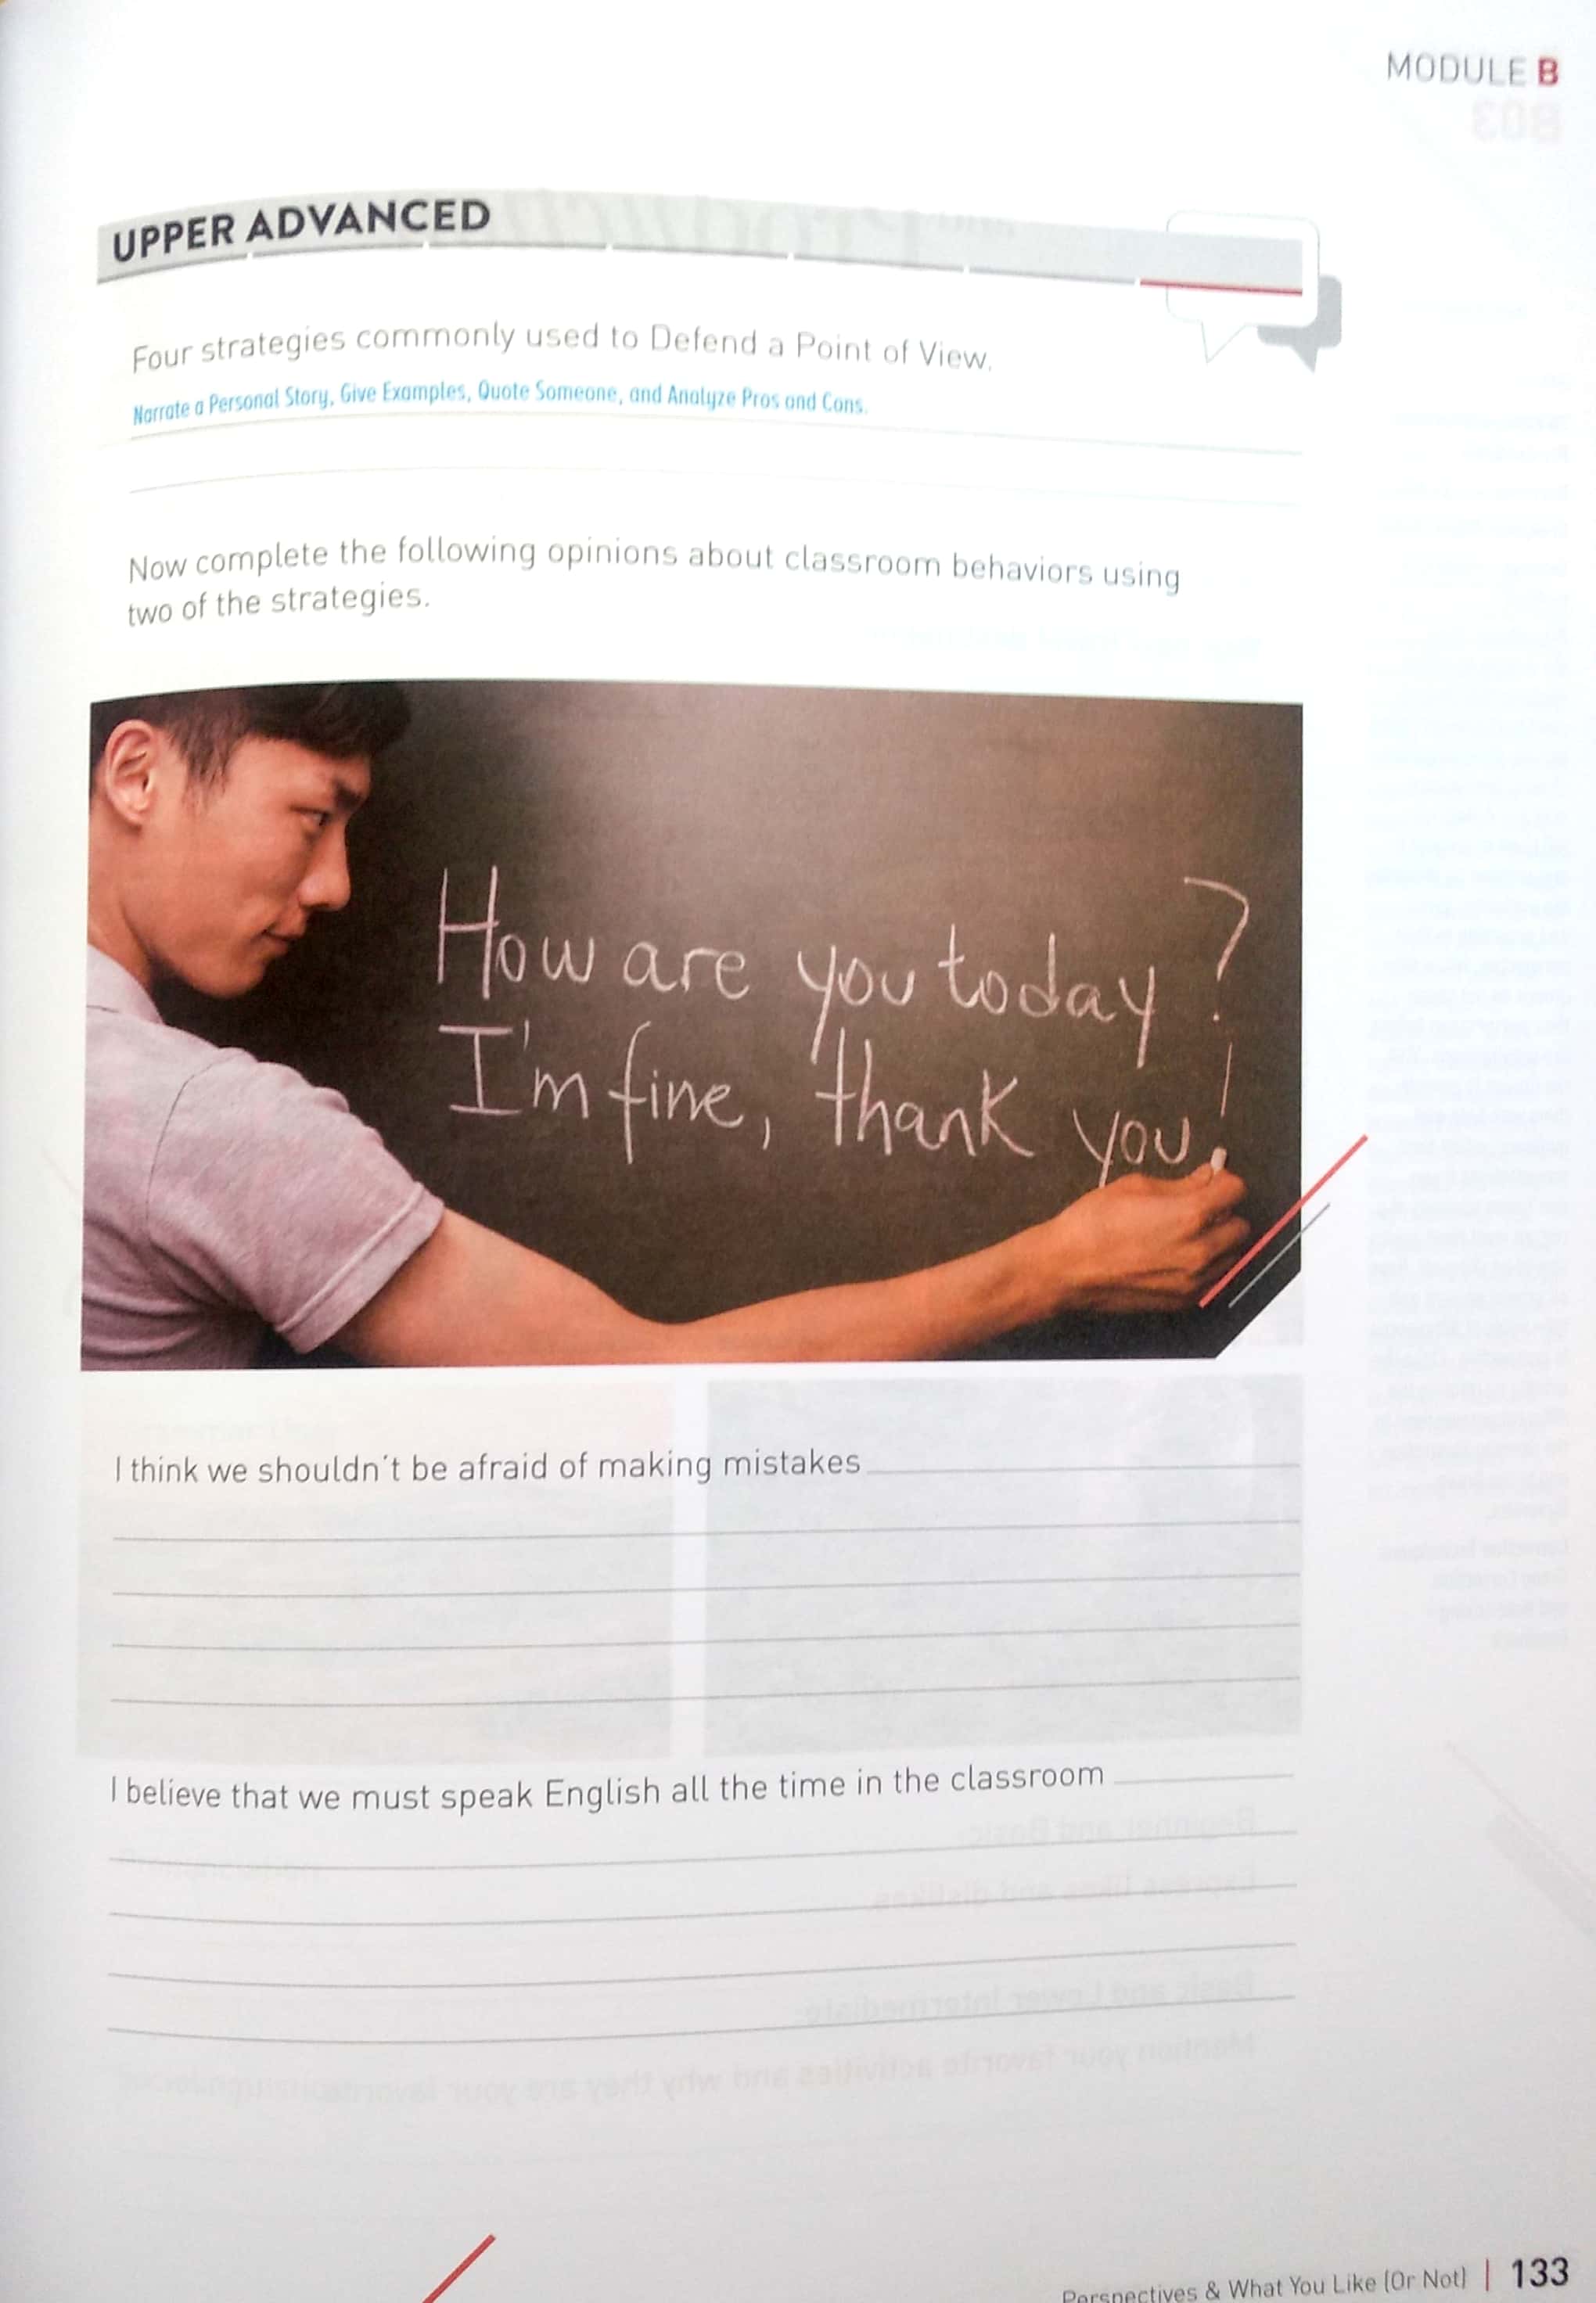 MODULE B
UPPER ADVANCED
Four strategies commonly used to Defend a Point of View.
Narrate a Personal Story, Give Examples, Quote Someone, and Analyze Pros and Cons.
Now complete the following opinions about classroom behaviors using
two of the strategies.
How are you today?
I'm fine, thank you!
I think we shouldn´t be afraid of making mistakes
I believe that we must speak English all the time in the classroom
Perspectives & What You Like (Or Not) | 133